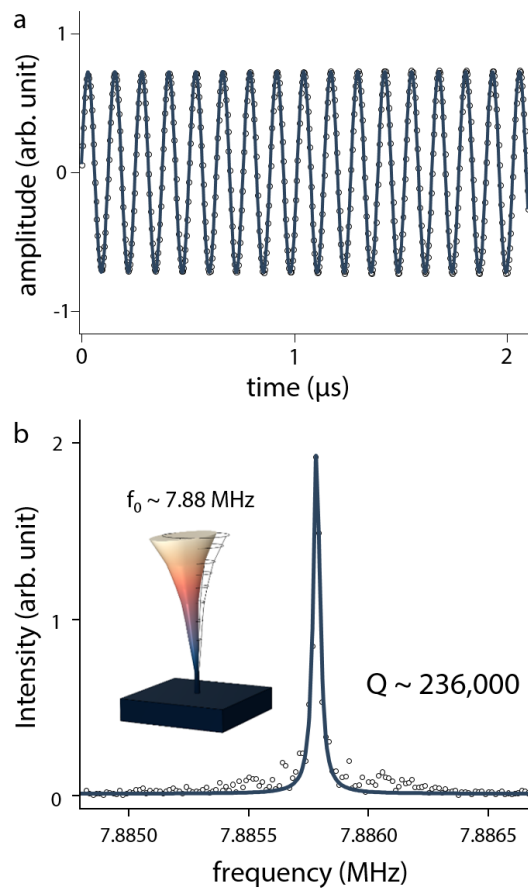 a
1
0
-1
amplitude (arb. unit)
0
1
2
time (μs)
b
2
1
0
Intensity (arb. unit)
f₀ ~ 7.88 MHz
Q ~ 236,000
7.8850
7.8855
7.8860
7.8865
frequency (MHz)